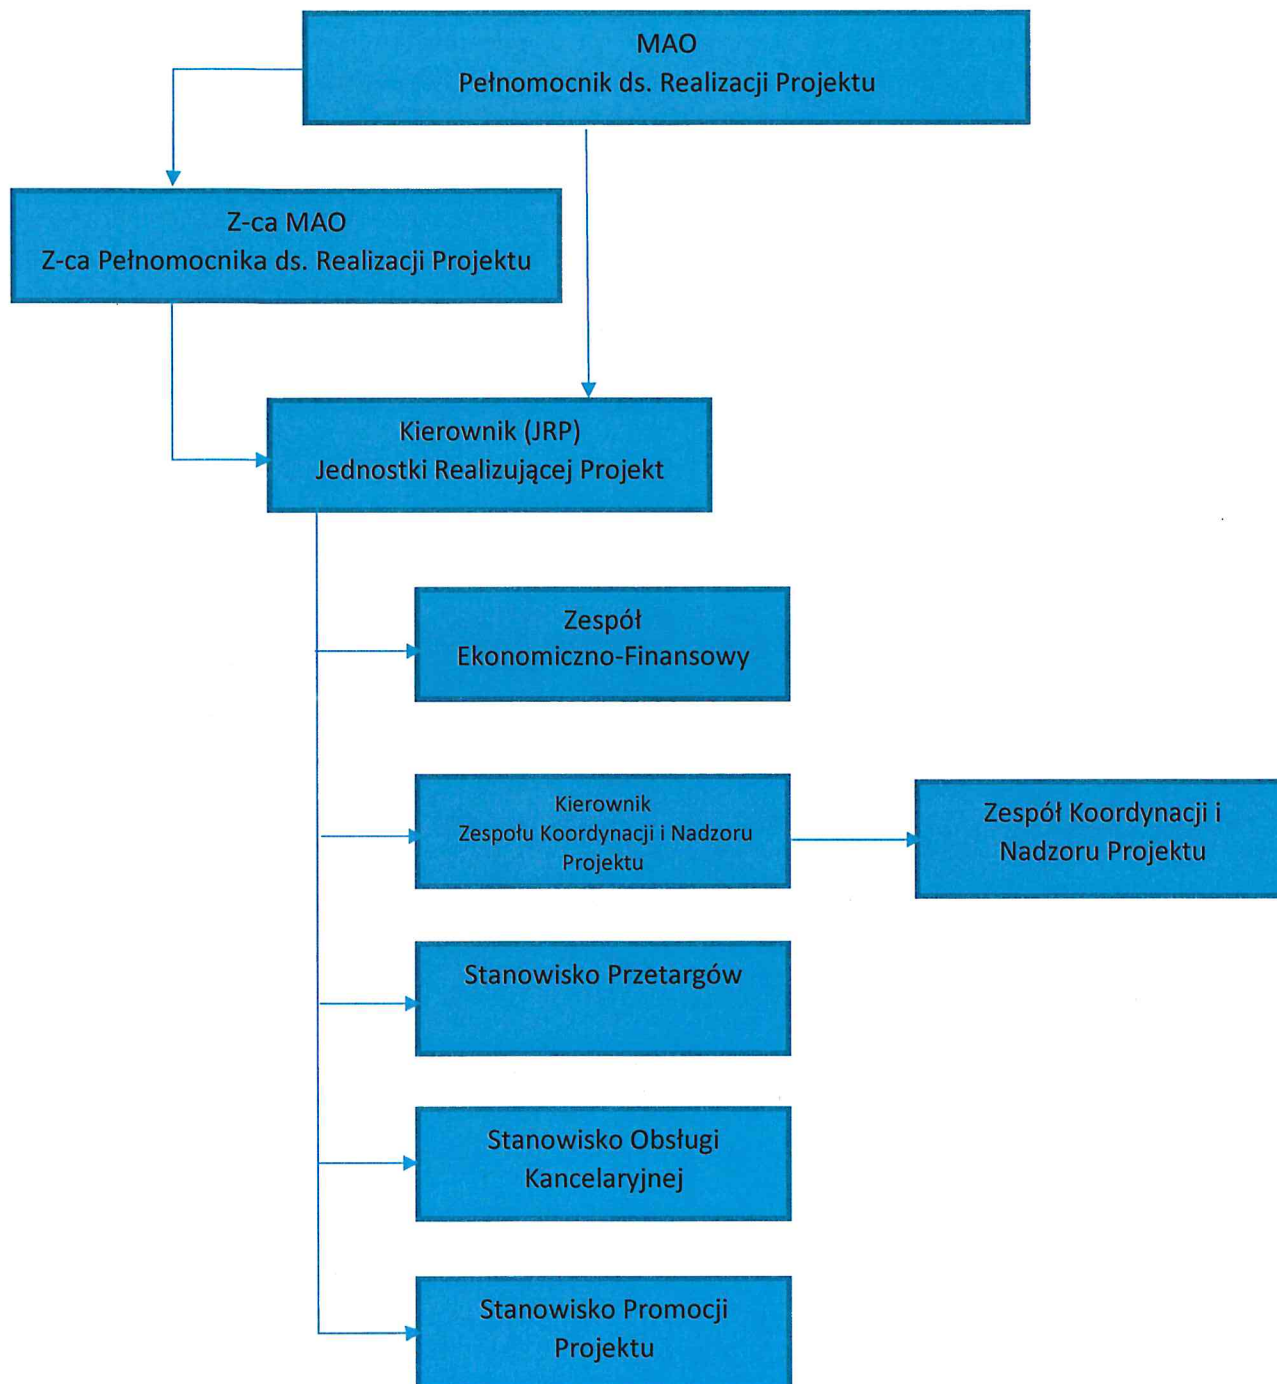 MAO
Pełnomocnik ds. Realizacji Projektu
Z-ca MAO
Z-ca Pełnomocnika ds. Realizacji Projektu
Kierownik (JRP)
Jednostki Realizującej Projekt
Zespół
Ekonomiczno-Finansowy
Kierownik
Zespołu Koordynacji i Nadzoru
Projektu
Zespół Koordynacji i
Nadzoru Projektu
Stanowisko Przetargów
Stanowisko Obsługi
Kancelaryjnej
Stanowisko Promocji
Projektu